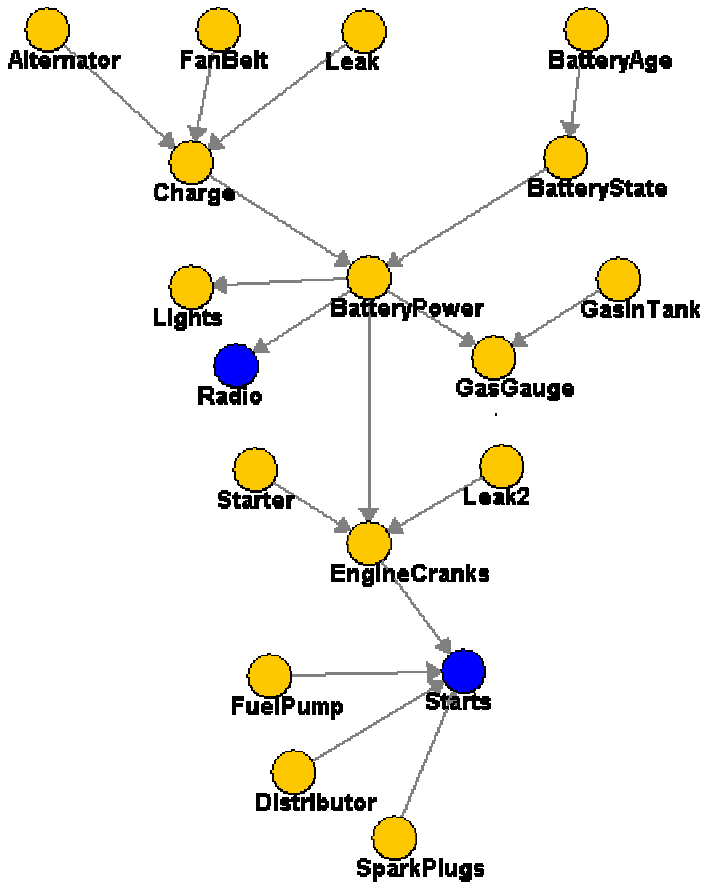 Alternator
FanBelt
Leak
BatteryAge
Charge
BatteryState
Lights
BatteryPower
GasInTank
Radio
GasGauge
Starter
Leak2
EngineCranks
FuelPump
Starts
Distributor
SparkPlugs